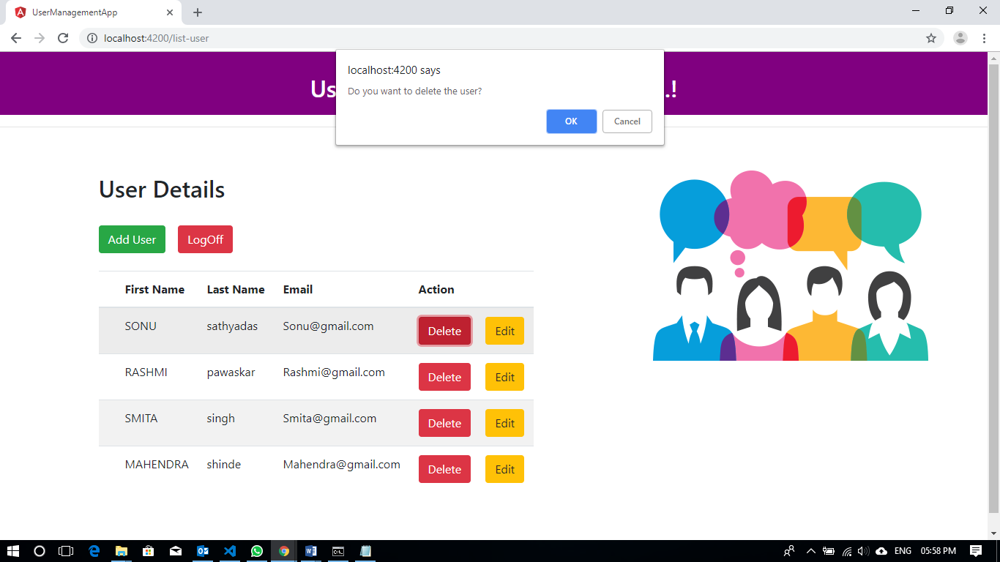 UserManagementApp
localhost:4200/list-user
localhost:4200 says
Do you want to delete the user?
OK Cancel
Us .!
User Details
Add User LogOff
First Name Last Name Email Action
SONU sathyadas Sonu@gmail.com Delete Edit
RASHMI pawaskar Rashmi@gmail.com Delete Edit
SMITA singh Smita@gmail.com Delete Edit
MAHENDRA shinde Mahendra@gmail.com Delete Edit
ENG 05:58 PM